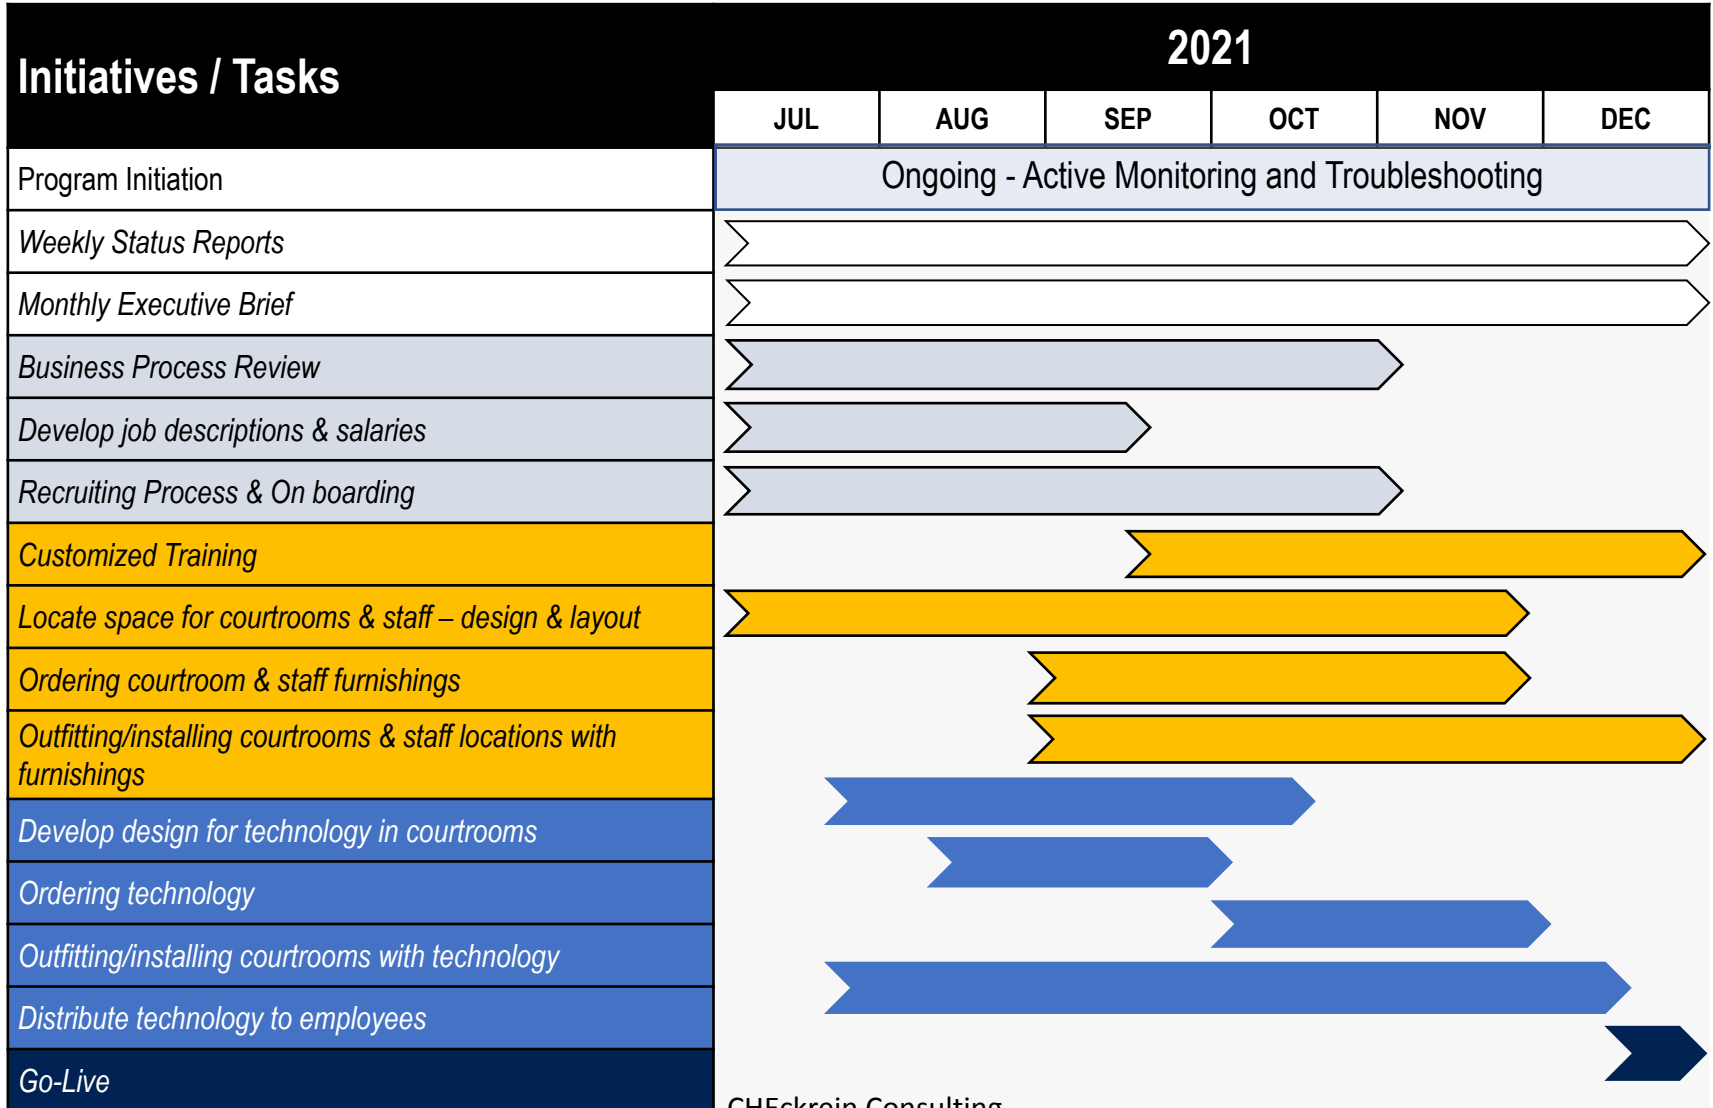 Initiatives / Tasks
2021
JUL AUG SEP OCT NOV DEC
Program Initiation
Ongoing - Active Monitoring and Troubleshooting
Weekly Status Reports
Monthly Executive Brief
Business Process Review
Develop job descriptions & salaries
Recruiting Process & On boarding
Customized Training
Locate space for courtrooms & staff – design & layout
Ordering courtroom & staff furnishings
Outfitting/installing courtrooms & staff locations with
furnishings
Develop design for technology in courtrooms
Ordering technology
Outfitting/installing courtrooms with technology
Distribute technology to employees
Go-Live
CHEckroin Consulting